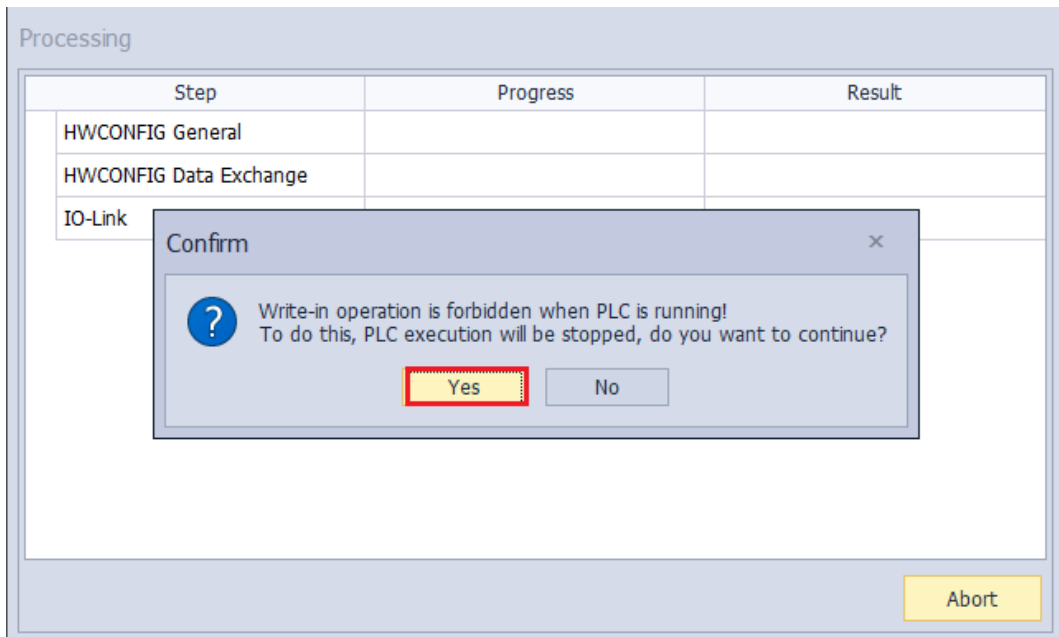 Processing
Step Progress Result
HWCONFIG General
HWCONFIG Data Exchange
IO-Link
Confirm
Write-in operation is forbidden when PLC is running!
To do this, PLC execution will be stopped, do you want to continue?
Yes No
Abort